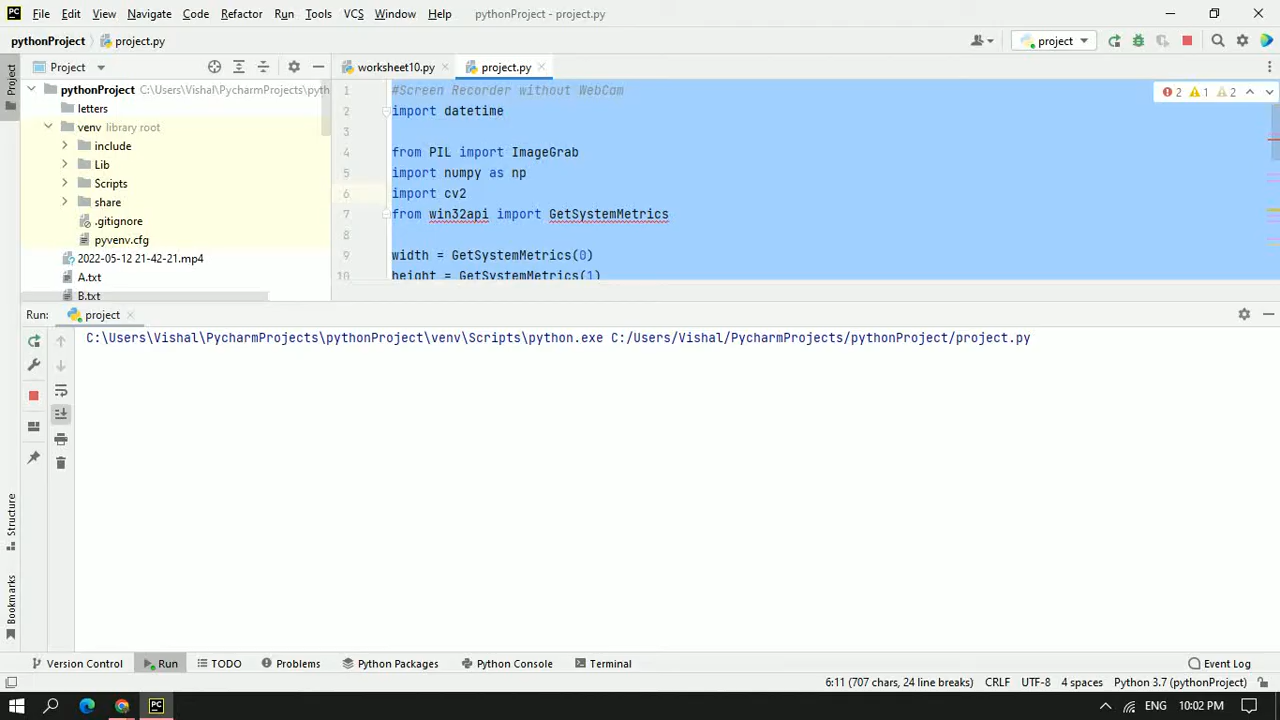 File Edit View Navigate Code Refactor Run Tools VCS Window Help pythonProject - project.py
pythonProject project.py project
Project
Project
worksheet10.py project.py
pythonProject C:\Users\Vishal\PycharmProjects\pyth
letters
venv library root
include
Lib
Scripts
share
.gitignore
pyvenv.cfg
2022-05-12 21-42-21.mp4
A.txt
B.txt
1 #Screen Recorder without WebCam
2 import datetime
3
4 from PIL import ImageGrab
5 import numpy as np
6 import cv2
7 from win32api import GetSystemMetrics
8
9 width = GetSystemMetrics(0)
10 height = GetSystemMetrics(1)
2 1 2
Run: project
C:\Users\Vishal\PycharmProjects\pythonProject\venv\Scripts\python.exe C:/Users/Vishal/PycharmProjects/pythonProject/project.py
Structure
Bookmarks
Version Control Run TODO Problems Python Packages Python Console Terminal Event Log
6:11 (707 chars, 24 line breaks) CRLF UTF-8 4 spaces Python 3.7 (pythonProject)
ENG 10:02 PM